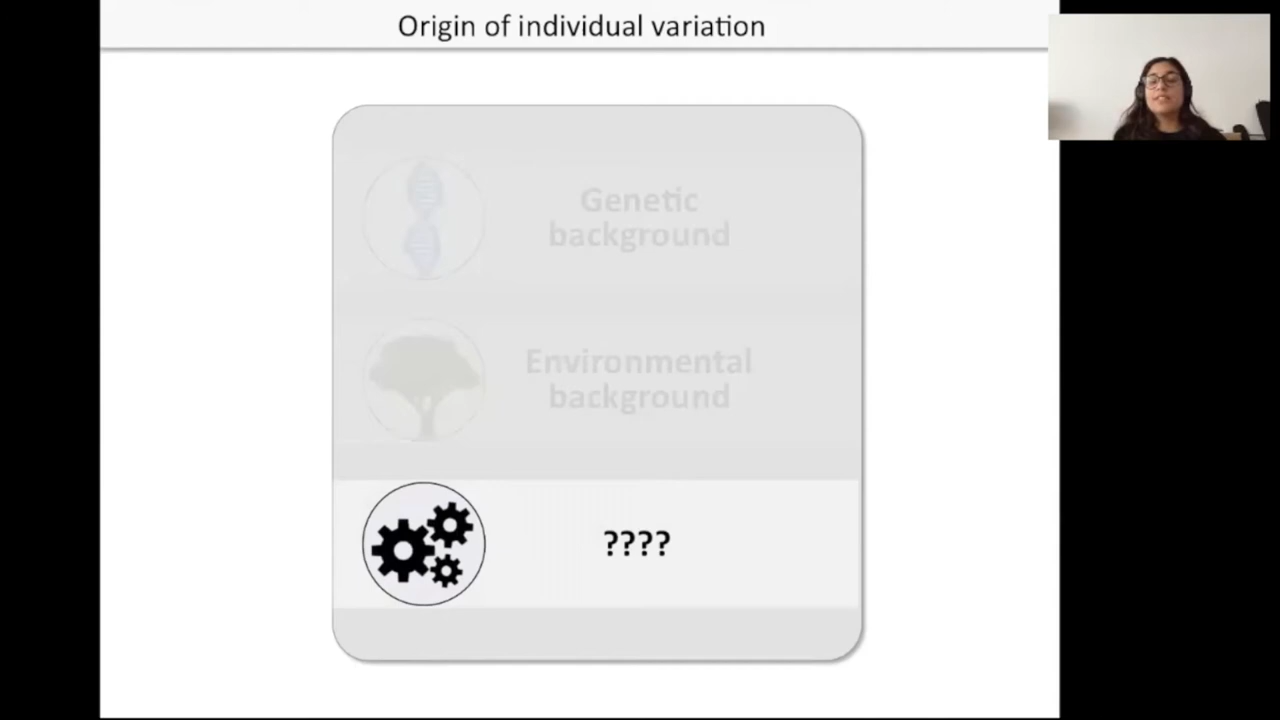 Origin of individual variation
Genetic
background
Environmental
background
????